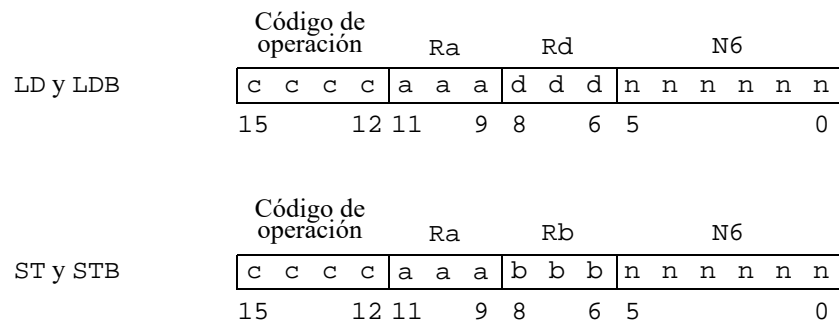 Código de
operación Ra Rd N6
LD y LDB c c c c a a a d d d n n n n n n
15 12 11 9 8 6 5 0
Código de
operación Ra Rb N6
ST y STB c c c c a a a b b b n n n n n n
15 12 11 9 8 6 5 0